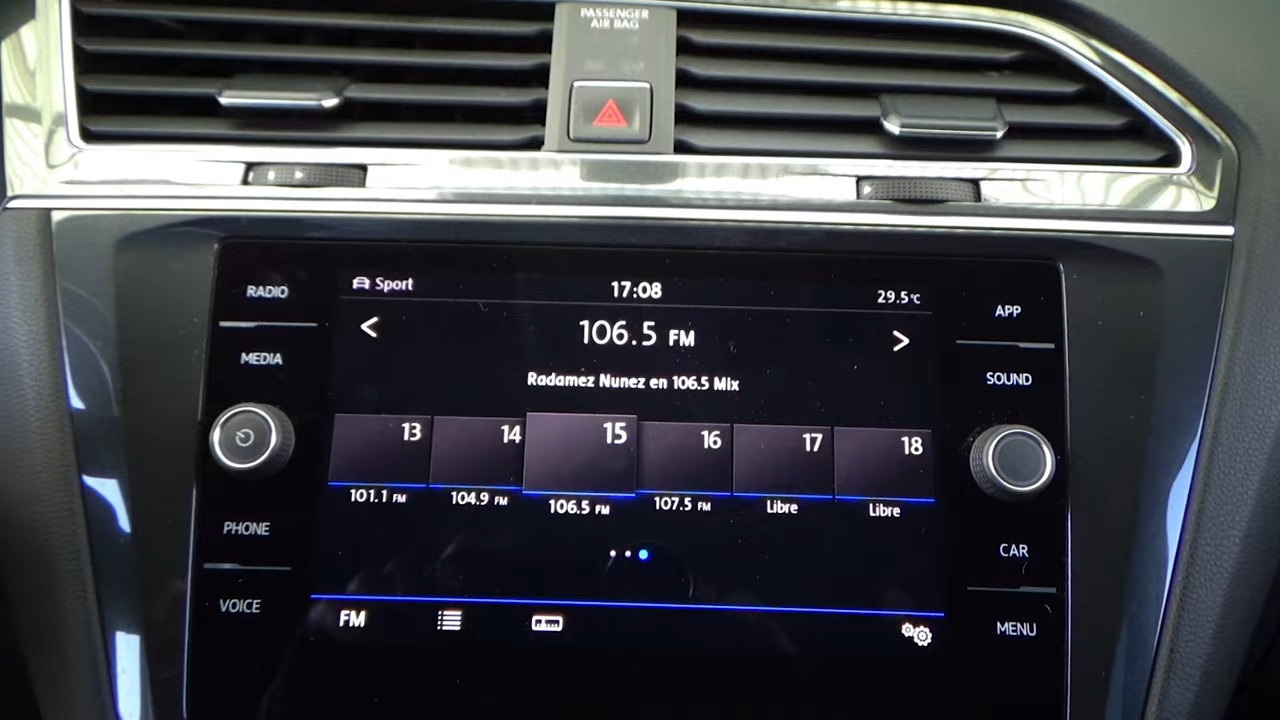 PASSENGER
AIR BAG
RADIO
MEDIA
PHONE
VOICE
Sport
17:08
29.5°C
106.5 FM
Radamez Nunez en 106.5 Mix
13
14
15
16
17
18
101.1 FM
104.9 FM
106.5 FM
107.5 FM
Libre
Libre
FM
APP
SOUND
CAR
MENU